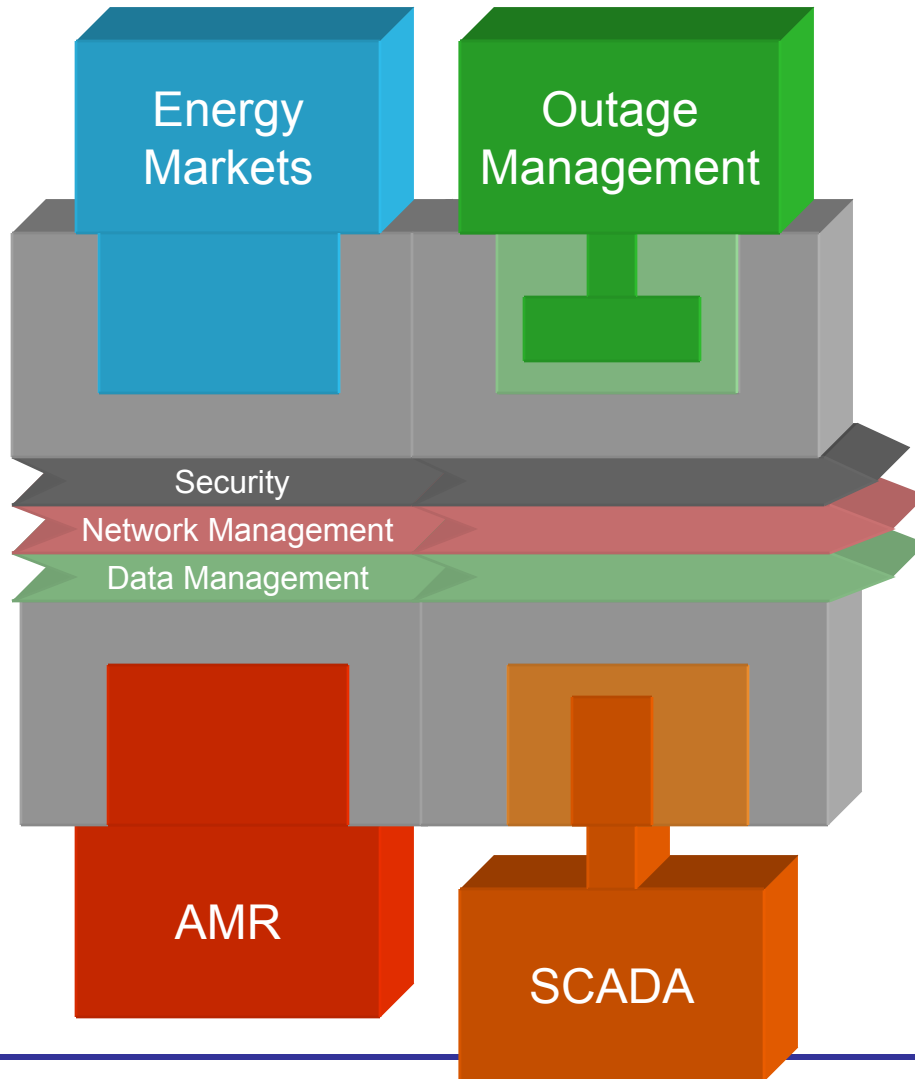 Energy
Markets
Outage
Management
Security
Network Management
Data Management
AMR
SCADA